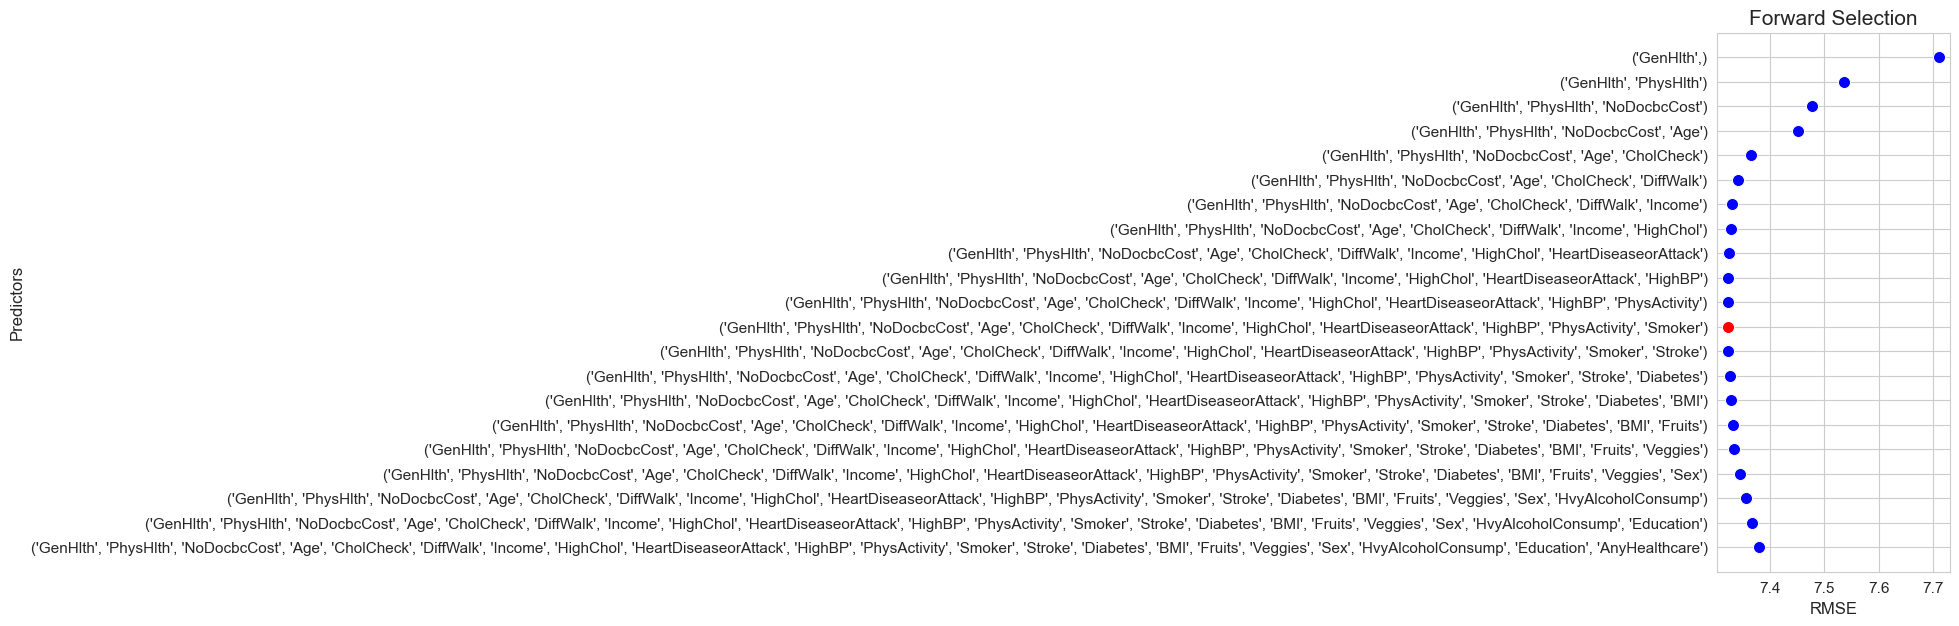 Forward Selection
('GenHlth',)
('GenHlth', 'PhysHlth')
('GenHlth', 'PhysHlth', 'NoDocbcCost')
('GenHlth', 'PhysHlth', 'NoDocbcCost', 'Age')
('GenHlth', 'PhysHlth', 'NoDocbcCost', 'Age', 'CholCheck')
('GenHlth', 'PhysHlth', 'NoDocbcCost', 'Age', 'CholCheck', 'DiffWalk')
('GenHlth', 'PhysHlth', 'NoDocbcCost', 'Age', 'CholCheck', 'DiffWalk', 'Income')
('GenHlth', 'PhysHlth', 'NoDocbcCost', 'Age', 'CholCheck', 'DiffWalk', 'Income', 'HighChol')
('GenHlth', 'PhysHlth', 'NoDocbcCost', 'Age', 'CholCheck', 'DiffWalk', 'Income', 'HighChol', 'HeartDiseaseorAttack')
('GenHlth', 'PhysHlth', 'NoDocbcCost', 'Age', 'CholCheck', 'DiffWalk', 'Income', 'HighChol', 'HeartDiseaseorAttack', 'HighBP')
('GenHlth', 'PhysHlth', 'NoDocbcCost', 'Age', 'CholCheck', 'DiffWalk', 'Income', 'HighChol', 'HeartDiseaseorAttack', 'HighBP', 'PhysActivity')
('GenHlth', 'PhysHlth', 'NoDocbcCost', 'Age', 'CholCheck', 'DiffWalk', 'Income', 'HighChol', 'HeartDiseaseorAttack', 'HighBP', 'PhysActivity', 'Smoker')
('GenHlth', 'PhysHlth', 'NoDocbcCost', 'Age', 'CholCheck', 'DiffWalk', 'Income', 'HighChol', 'HeartDiseaseorAttack', 'HighBP', 'PhysActivity', 'Smoker', 'Stroke')
('GenHlth', 'PhysHlth', 'NoDocbcCost', 'Age', 'CholCheck', 'DiffWalk', 'Income', 'HighChol', 'HeartDiseaseorAttack', 'HighBP', 'PhysActivity', 'Smoker', 'Stroke', 'Diabetes')
('GenHlth', 'PhysHlth', 'NoDocbcCost', 'Age', 'CholCheck', 'DiffWalk', 'Income', 'HighChol', 'HeartDiseaseorAttack', 'HighBP', 'PhysActivity', 'Smoker', 'Stroke', 'Diabetes', 'BMI')
('GenHlth', 'PhysHlth', 'NoDocbcCost', 'Age', 'CholCheck', 'DiffWalk', 'Income', 'HighChol', 'HeartDiseaseorAttack', 'HighBP', 'PhysActivity', 'Smoker', 'Stroke', 'Diabetes', 'BMI', 'Fruits')
('GenHlth', 'PhysHlth', 'NoDocbcCost', 'Age', 'CholCheck', 'DiffWalk', 'Income', 'HighChol', 'HeartDiseaseorAttack', 'HighBP', 'PhysActivity', 'Smoker', 'Stroke', 'Diabetes', 'BMI', 'Fruits', 'Veggies')
('GenHlth', 'PhysHlth', 'NoDocbcCost', 'Age', 'CholCheck', 'DiffWalk', 'Income', 'HighChol', 'HeartDiseaseorAttack', 'HighBP', 'PhysActivity', 'Smoker', 'Stroke', 'Diabetes', 'BMI', 'Fruits', 'Veggies', 'Sex')
('GenHlth', 'PhysHlth', 'NoDocbcCost', 'Age', 'CholCheck', 'DiffWalk', 'Income', 'HighChol', 'HeartDiseaseorAttack', 'HighBP', 'PhysActivity', 'Smoker', 'Stroke', 'Diabetes', 'BMI', 'Fruits', 'Veggies', 'Sex', 'HvyAlcoholConsump')
('GenHlth', 'PhysHlth', 'NoDocbcCost', 'Age', 'CholCheck', 'DiffWalk', 'Income', 'HighChol', 'HeartDiseaseorAttack', 'HighBP', 'PhysActivity', 'Smoker', 'Stroke', 'Diabetes', 'BMI', 'Fruits', 'Veggies', 'Sex', 'HvyAlcoholConsump', 'Education')
('GenHlth', 'PhysHlth', 'NoDocbcCost', 'Age', 'CholCheck', 'DiffWalk', 'Income', 'HighChol', 'HeartDiseaseorAttack', 'HighBP', 'PhysActivity', 'Smoker', 'Stroke', 'Diabetes', 'BMI', 'Fruits', 'Veggies', 'Sex', 'HvyAlcoholConsump', 'Education', 'AnyHealthcare')
Predictors
7.4 7.5 7.6 7.7
RMSE